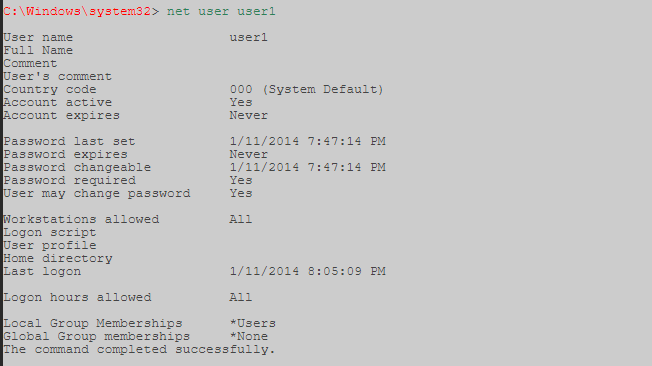 C:\Windows\system32> net user user1
User name user1
Full Name
Comment
User's comment
Country code 000 (System Default)
Account active Yes
Account expires Never
Password last set 1/11/2014 7:47:14 PM
Password expires Never
Password changeable 1/11/2014 7:47:14 PM
Password required Yes
User may change password Yes
Workstations allowed All
Logon script
User profile
Home directory
Last logon 1/11/2014 8:05:09 PM
Logon hours allowed All
Local Group Memberships *Users
Global Group memberships *None
The command completed successfully.